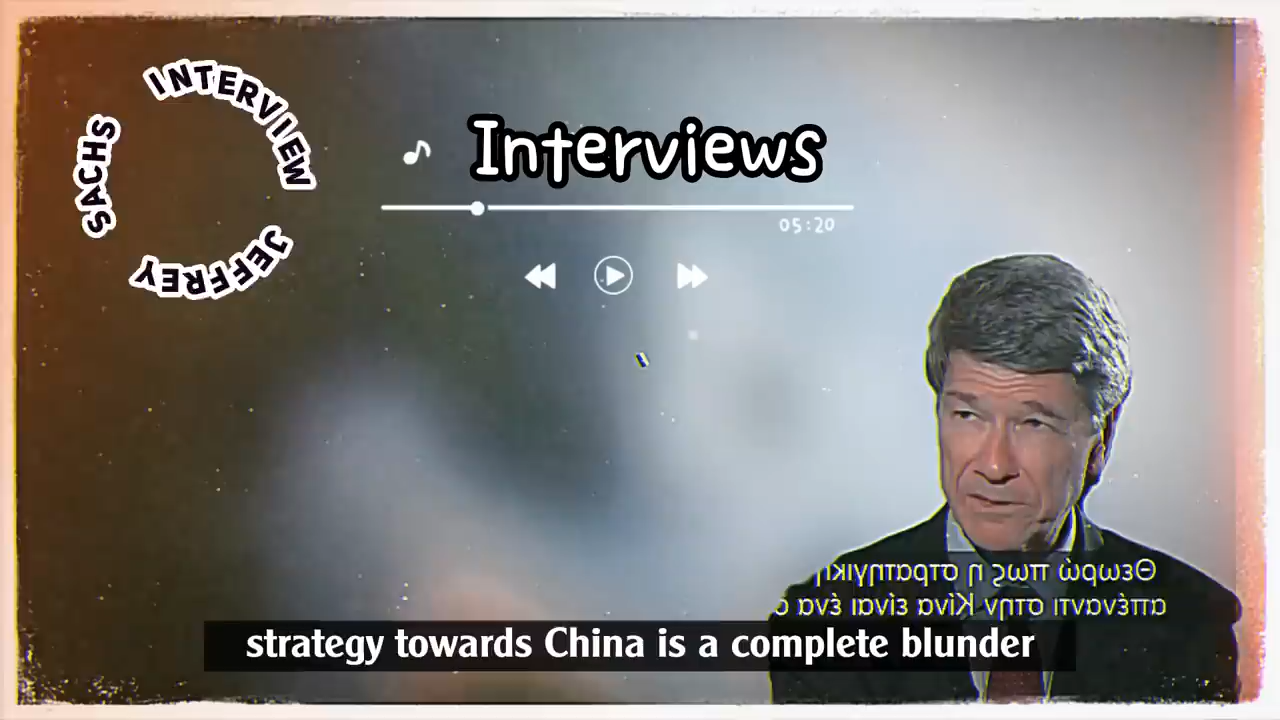 INTERVIEW
JEFFREY
SACHS
Interviews
05:20
Θεωρώ πως η στρατηγική
απέναντι στην Κίνα είναι ένα
strategy towards China is a complete blunder